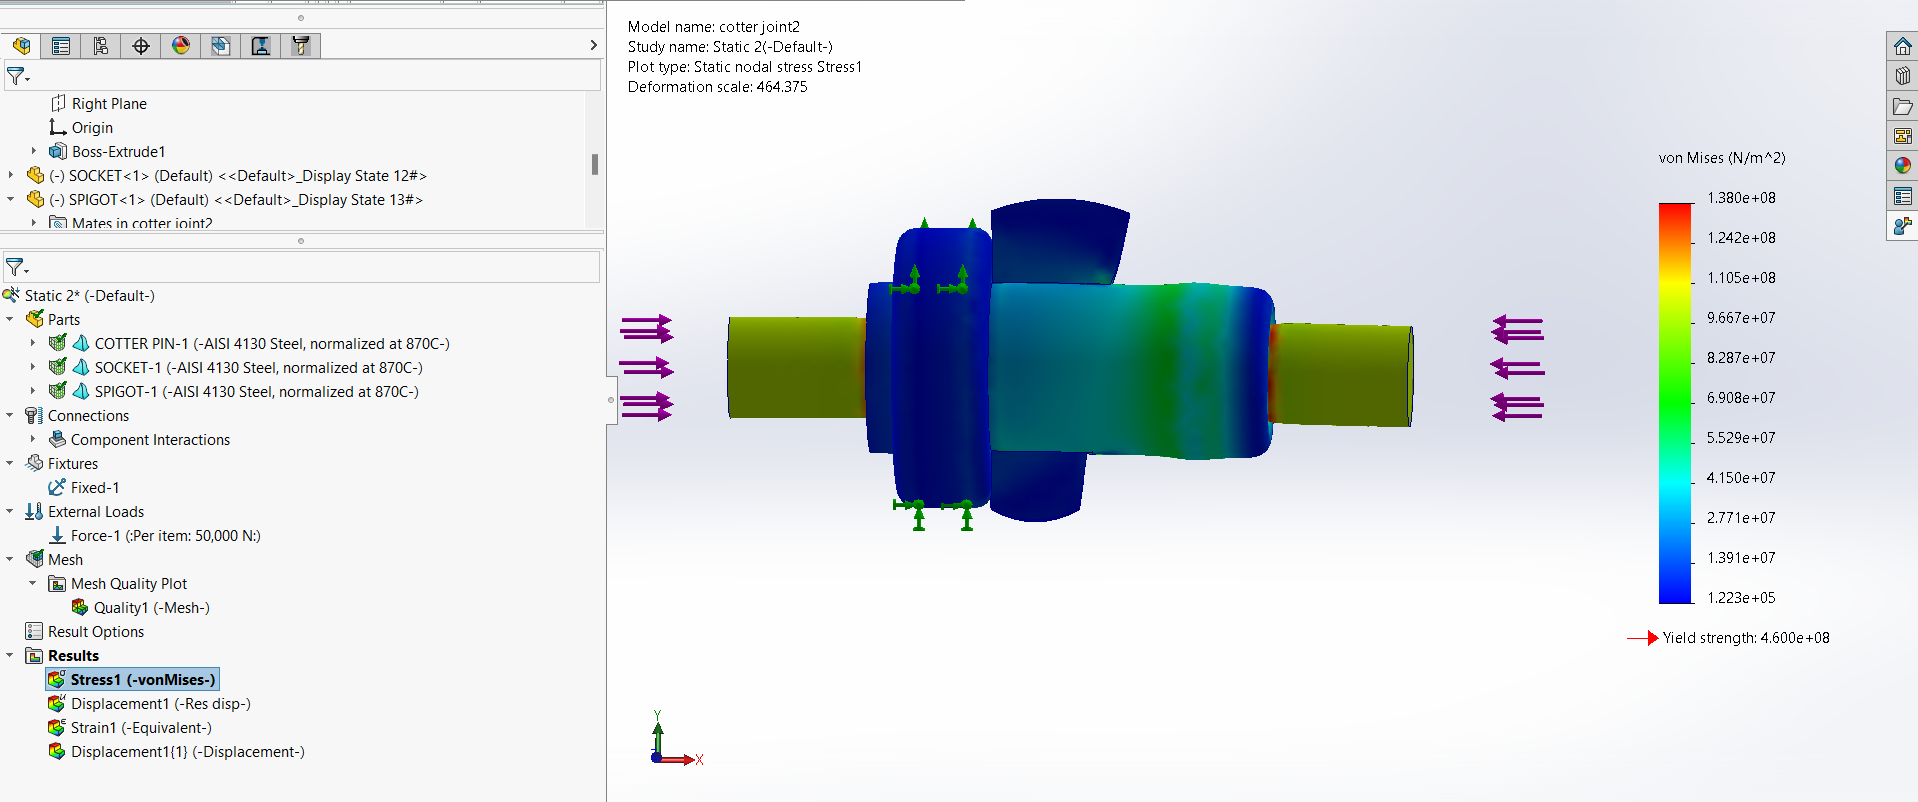 Right Plane
Origin
Boss-Extrude1
(-) SOCKET<1> (Default) <<Default>_Display State 12#>
(-) SPIGOT<1> (Default) <<Default>_Display State 13#>
Mates in cotter joint2
Static 2* (-Default-)
Parts
COTTER PIN-1 (-AISI 4130 Steel, normalized at 870C-)
SOCKET-1 (-AISI 4130 Steel, normalized at 870C-)
SPIGOT-1 (-AISI 4130 Steel, normalized at 870C-)
Connections
Component Interactions
Fixtures
Fixed-1
External Loads
Force-1 (:Per item: 50,000 N:)
Mesh
Mesh Quality Plot
Quality1 (-Mesh-)
Result Options
Results
Stress1 (-vonMises-)
Displacement1 (-Res disp-)
Strain1 (-Equivalent-)
Displacement1{1} (-Displacement-)
Model name: cotter joint2
Study name: Static 2(-Default-)
Plot type: Static nodal stress Stress1
Deformation scale: 464.375
von Mises (N/m^2)
1.380e+08
1.242e+08
1.105e+08
9.667e+07
8.287e+07
6.908e+07
5.529e+07
4.150e+07
2.771e+07
1.391e+07
1.223e+05
Yield strength: 4.600e+08
Y
X